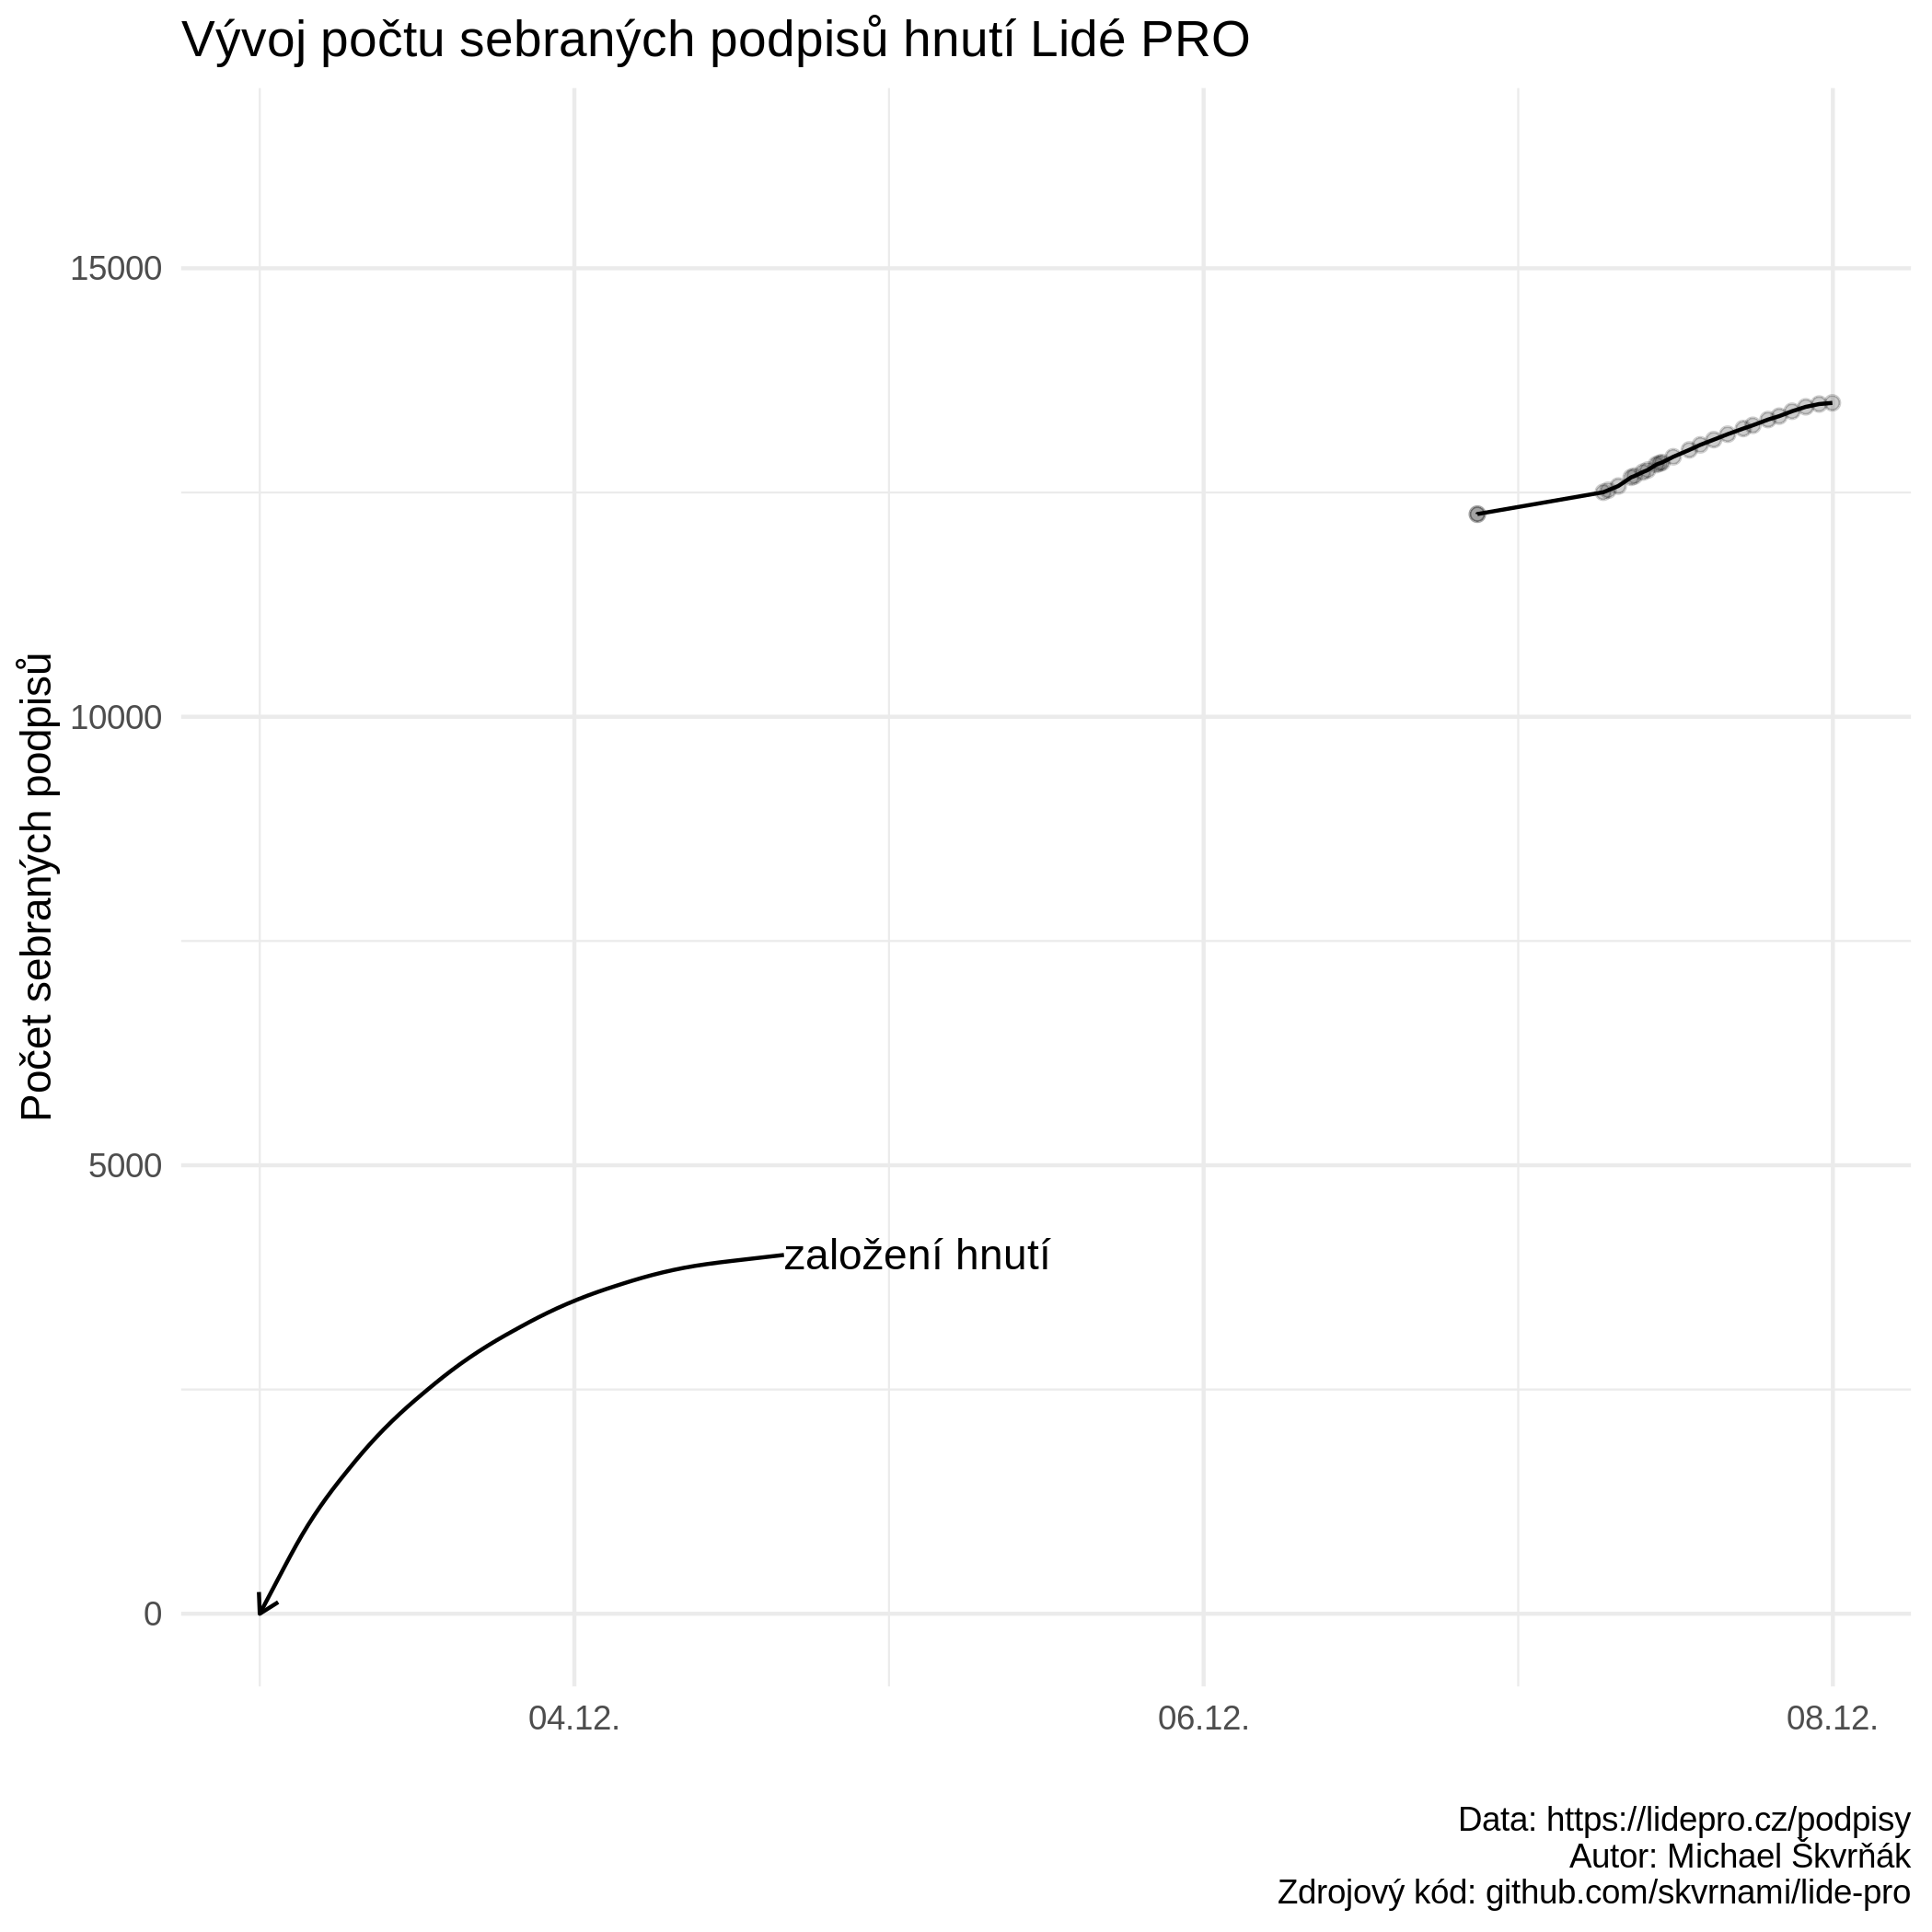 Vývoj počtu sebraných podpisů hnutí Lidé PRO
Počet sebraných podpisů
15000
10000
5000
0
založení hnutí
04.12.
06.12.
08.12.
Data: https://lidepro.cz/podpisy
Autor: Michael Škvrňák
Zdrojový kód: github.com/skvrnami/lide-pro